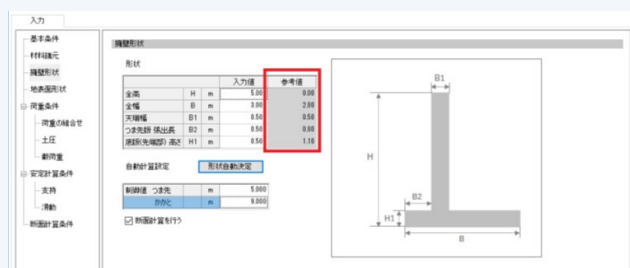 入力
基本条件
材料諸元
擁壁形状
地表面形状
荷重条件
荷重の組合せ
土圧
載荷重
安定計算条件
支持
滑動
断面計算条件
擁壁形状
形状
入力値 参考値
全高 H m 5.00 0.00
全幅 B m 3.00 2.00
天端幅 B1 m 0.50 0.50
つま先版 張出長 B2 m 0.50 0.00
底版(先端部) 高さ H1 m 0.50 1.10
自動計算設定 形状自動決定
制御値 つま先 m 5.000
かかと m 9.000
断面計算を行う
B1
H
B2
H1
B